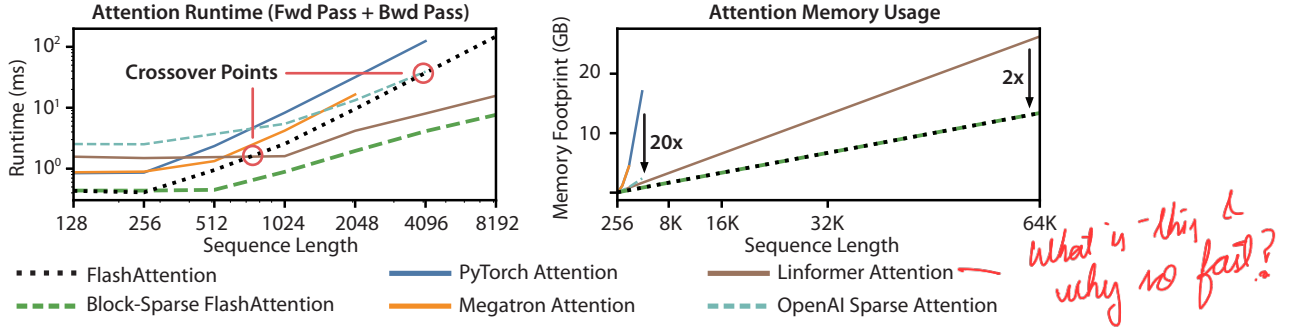 Attention Runtime (Fwd Pass + Bwd Pass)
Attention Memory Usage
Runtime (ms)
10²
10¹
10⁰
Crossover Points
128 256 512 1024 2048 4096 8192
Sequence Length
Memory Footprint (GB)
20
10
20x
2x
256 8K 16K 32K 64K
Sequence Length
FlashAttention
PyTorch Attention
Linformer Attention
Block-Sparse FlashAttention
Megatron Attention
OpenAI Sparse Attention
What is this &
why so fast?